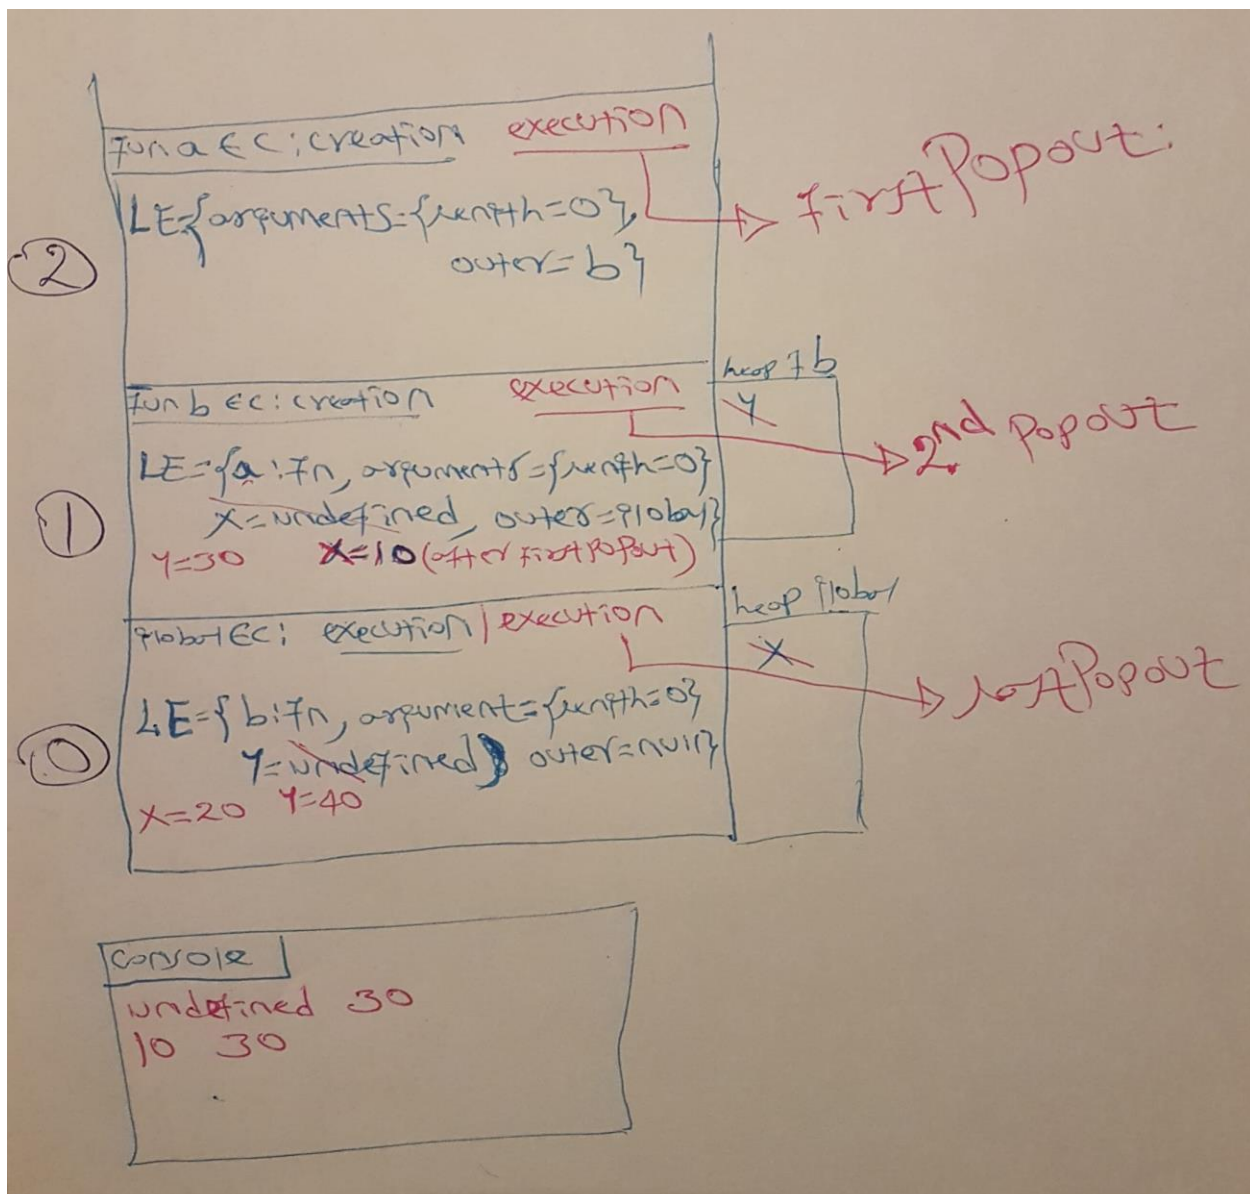 fun a EC: creation execution
first Popout:
LE={arguments={length=0},
outer=b}
2
heap f b
fun b EC: creation execution
Y
2nd popout
LE={a:fn, arguments={length=0}
X=undefined, outer=global}
1
Y=30 X=10 (after first Popout)
heap global
global EC: execution | execution
X
last Popout
LE={b:fn, argument={length=0}
Y=undefined} outer=null}
0
X=20 Y=40
console
undefined 30
10 30